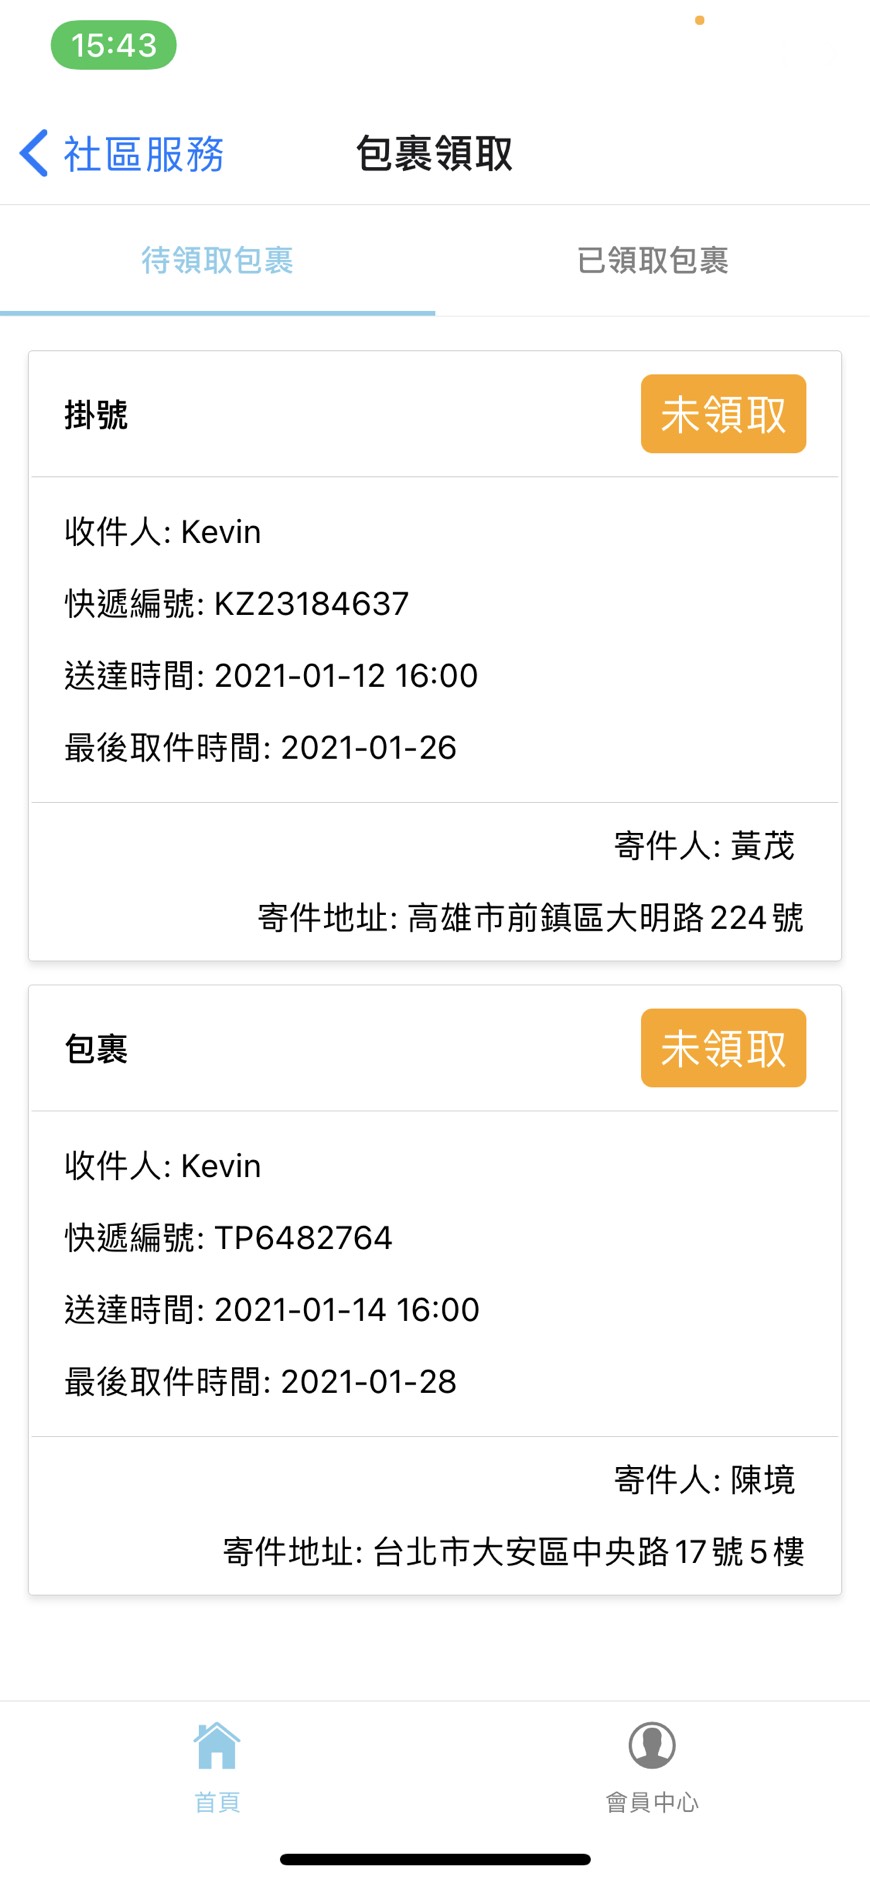 15:43
社區服務
包裹領取
待領取包裹
已領取包裹
掛號
未領取
收件人: Kevin
快遞編號: KZ23184637
送達時間: 2021-01-12 16:00
最後取件時間: 2021-01-26
寄件人: 黃茂
寄件地址: 高雄市前鎮區大明路224號
包裹
未領取
收件人: Kevin
快遞編號: TP6482764
送達時間: 2021-01-14 16:00
最後取件時間: 2021-01-28
寄件人: 陳境
寄件地址: 台北市大安區中央路17號5樓
首頁
會員中心